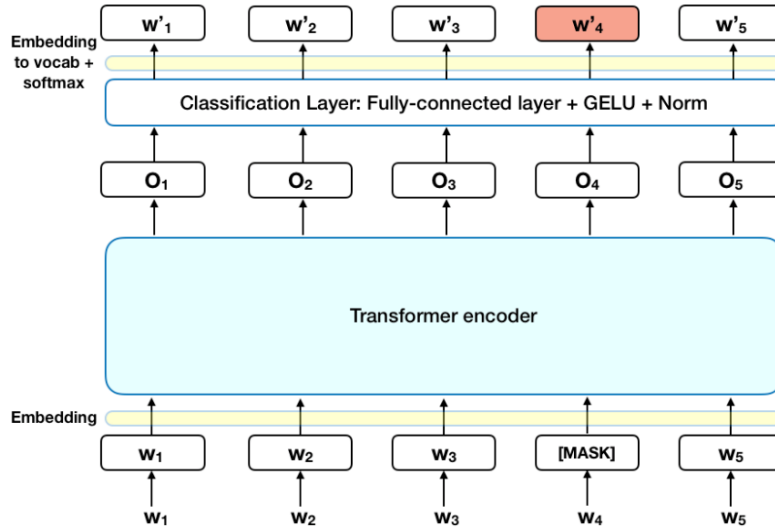 w’₁ w’₂ w’₃ w’₄ w’₅
Embedding
to vocab +
softmax
Classification Layer: Fully-connected layer + GELU + Norm
O₁ O₂ O₃ O₄ O₅
Transformer encoder
Embedding
w₁ w₂ w₃ [MASK] w₅
w₁ w₂ w₃ w₄ w₅